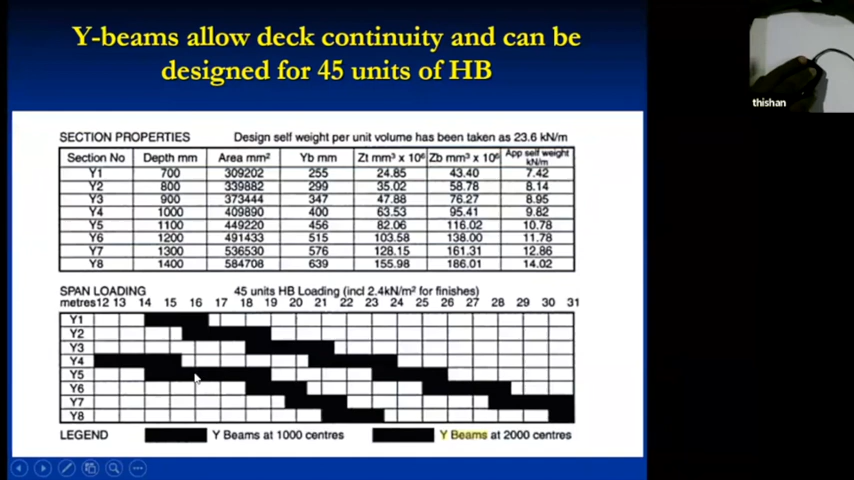 Y-beams allow deck continuity and can be
designed for 45 units of HB
thishan
SECTION PROPERTIES Design self weight per unit volume has been taken as 23.6 kN/m
Section No Depth mm Area mm² Yb mm Zt mm³ x 10⁶ Zb mm³ x 10⁶ App self weight kN/m
Y1 700 309202 255 24.85 43.40 7.42
Y2 800 339882 299 35.02 58.78 8.14
Y3 900 373444 347 47.88 76.27 8.95
Y4 1000 409890 400 63.53 95.41 9.82
Y5 1100 449220 456 82.06 116.02 10.78
Y6 1200 491433 515 103.58 138.00 11.78
Y7 1300 536530 576 128.15 161.31 12.86
Y8 1400 584708 639 155.98 186.01 14.02
SPAN LOADING 45 units HB Loading (incl 2.4kN/m² for finishes)
metres12 13 14 15 16 17 18 19 20 21 22 23 24 25 26 27 28 29 30 31
Y1
Y2
Y3
Y4
Y5
Y6
Y7
Y8
LEGEND Y Beams at 1000 centres Y Beams at 2000 centres